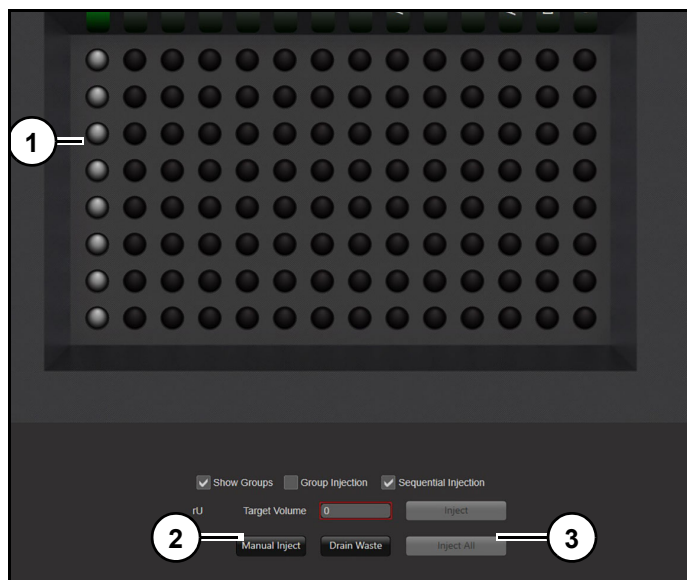 1
Show Groups Group Injection Sequential Injection
rU Target Volume 0 Inject
2 Manual Inject Drain Waste Inject All 3